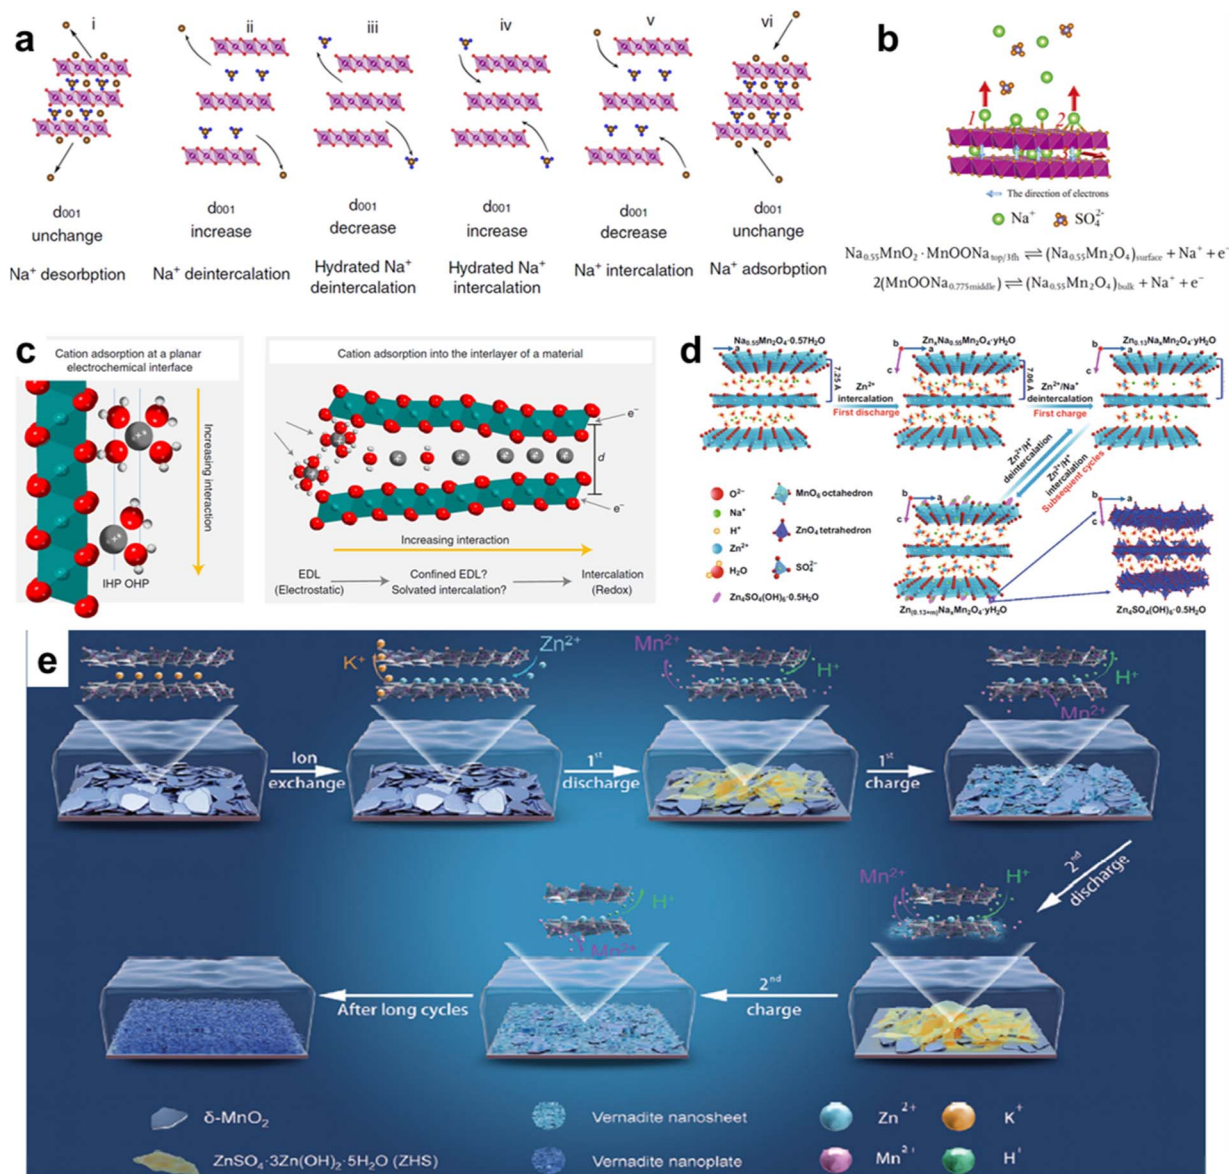 a
i
ii
iii
iv
v
vi
d001
unchange
Na⁺ desorbption
d001
increase
Na⁺ deintercalation
d001
decrease
Hydrated Na⁺
deintercalation
d001
increase
Hydrated Na⁺
intercalation
d001
decrease
Na⁺ intercalation
d001
unchange
Na⁺ adsorbption
b
1
2
3
The direction of electrons
Na⁺
SO₄²⁻
Na₀.₅₅MnO₂·MnOONa top/3fh ⇌ (Na₀.₅₅Mn₂O₄)surface + Na⁺ + e⁻
2(MnOONa₀.₇₇₅middle) ⇌ (Na₀.₅₅Mn₂O₄)bulk + Na⁺ + e⁻
c
Cation adsorption at a planar
electrochemical interface
++
++
IHP OHP
Increasing interaction
Cation adsorption into the interlayer of a material
e⁻
d
e⁻
Increasing interaction
EDL
(Electrostatic)
Confined EDL?
Solvated intercalation?
Intercalation
(Redox)
d
Na₀.₅₅Mn₂O₄·0.57H₂O
a
b
c
7.25 Å
Zn²⁺
intercalation
First discharge
ZnₓNa₀.₅₅Mn₂O₄·yH₂O
b
a
c
7.06 Å
Zn²⁺/Na⁺
deintercalation
First charge
Zn₀.₁₃NaₓMn₂O₄·yH₂O
b
a
c
Zn²⁺/H⁺
deintercalation
Zn²⁺/H⁺
intercalation
Subsequent cycles
O²⁻
Na⁺
H⁺
Zn²⁺
H₂O
Zn₄SO₄(OH)₆·0.5H₂O
MnO₆ octahedron
ZnO₄ tetrahedron
SO₄²⁻
b
a
c
Zn(0.13+m)NaₓMn₂O₄·yH₂O
b
a
c
Zn₄SO₄(OH)₆·0.5H₂O
e
K⁺
Zn²⁺
Mn²⁺
H⁺
H⁺
Mn²⁺
Ion
exchange
1st
discharge
1st
charge
2nd
discharge
H⁺
Mn²⁺
Mn²⁺
H⁺
After long cycles
2nd
charge
δ-MnO₂
Vernadite nanosheet
Zn²⁺
K⁺
ZnSO₄·3Zn(OH)₂·5H₂O (ZHS)
Vernadite nanoplate
Mn²⁺
H⁺